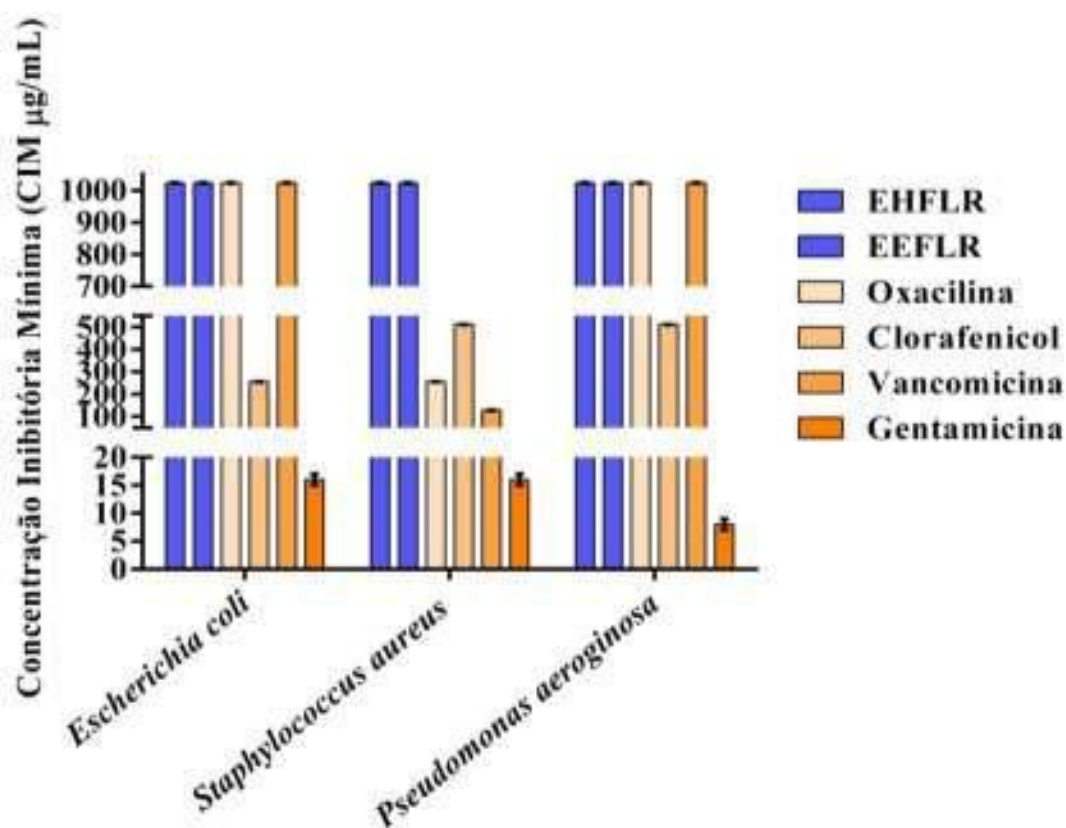 Concentração Inibitória Mínima (CIM µg/mL)
1000
900
800
700
500
400
300
200
100
20
15
10
5
0
Escherichia coli
Staphylococcus aureus
Pseudomonas aeroginosa
EHFLR
EEFLR
Oxacilina
Clorafenicol
Vancomicina
Gentamicina